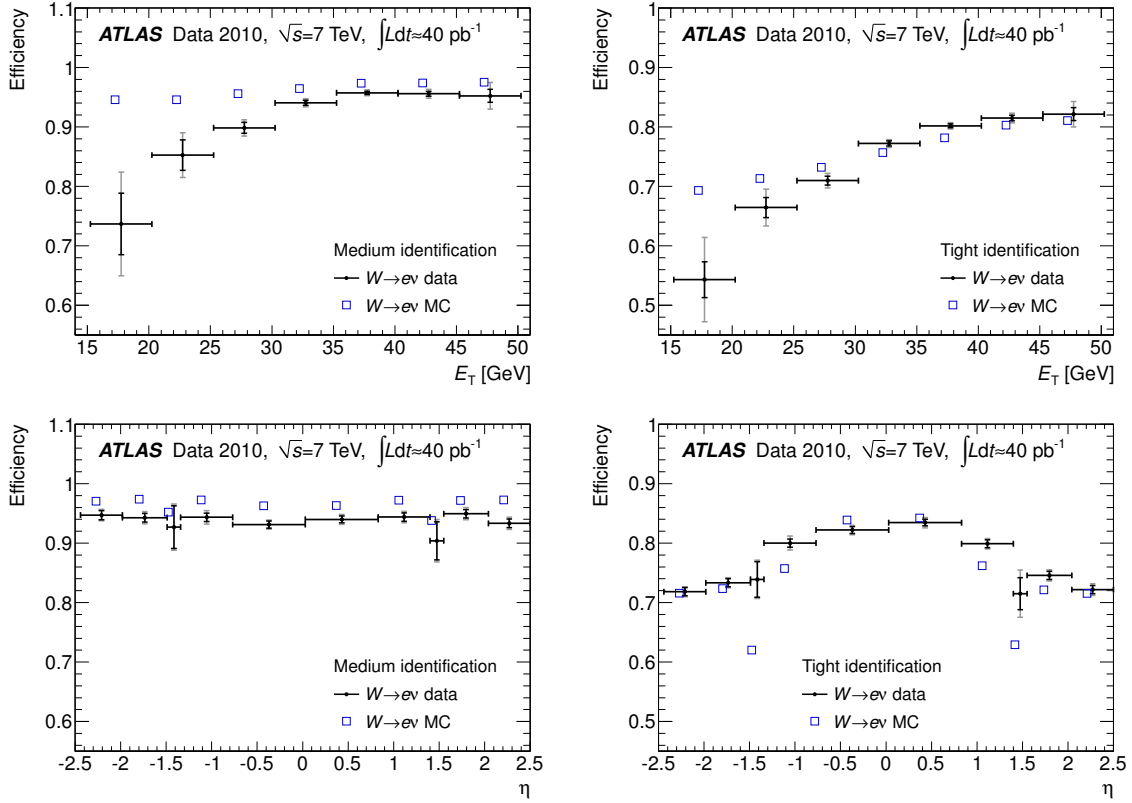 Efficiency
ATLAS Data 2010, √s=7 TeV, ∫Ldt≈40 pb⁻¹
1.1
1
0.9
0.8
0.7
0.6
Medium identification
W→eν data
W→eν MC
15 20 25 30 35 40 45 50
E_T [GeV]
Efficiency
ATLAS Data 2010, √s=7 TeV, ∫Ldt≈40 pb⁻¹
1
0.9
0.8
0.7
0.6
0.5
Tight identification
W→eν data
W→eν MC
15 20 25 30 35 40 45 50
E_T [GeV]
Efficiency
ATLAS Data 2010, √s=7 TeV, ∫Ldt≈40 pb⁻¹
1.1
1
0.9
0.8
0.7
0.6
Medium identification
W→eν data
W→eν MC
-2.5 -2 -1.5 -1 -0.5 0 0.5 1 1.5 2 2.5
η
Efficiency
ATLAS Data 2010, √s=7 TeV, ∫Ldt≈40 pb⁻¹
1
0.9
0.8
0.7
0.6
0.5
Tight identification
W→eν data
W→eν MC
-2.5 -2 -1.5 -1 -0.5 0 0.5 1 1.5 2 2.5
η